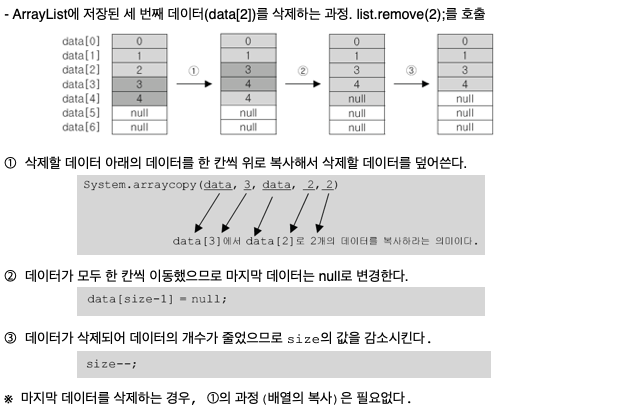 - ArrayList에 저장된 세 번째 데이터(data[2])를 삭제하는 과정. list.remove(2);를 호출
data[0] 0 0 0 0
data[1] 1 1 1 1
data[2] 2 3 3 3
data[3] 3 ① 4 ② 4 ③ 4
data[4] 4 4 null null
data[5] null null null null
data[6] null null null null
① 삭제할 데이터 아래의 데이터를 한 칸씩 위로 복사해서 삭제할 데이터를 덮어쓴다.
System.arraycopy(data, 3, data, 2,2)
data[3]에서 data[2]로 2개의 데이터를 복사하라는 의미이다.
② 데이터가 모두 한 칸씩 이동했으므로 마지막 데이터는 null로 변경한다.
data[size-1] = null;
③ 데이터가 삭제되어 데이터의 개수가 줄었으므로 size의 값을 감소시킨다.
size--;
※ 마지막 데이터를 삭제하는 경우, ①의 과정(배열의 복사)은 필요없다.